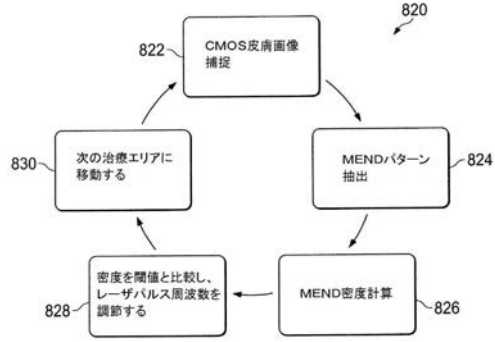 820
822
CMOS皮膚画像
捕捉
830
次の治療エリアに
移動する
MENDパターン
抽出
824
密度を閾値と比較し、
レーザパルス周波数を
調節する
828
MEND密度計算
826